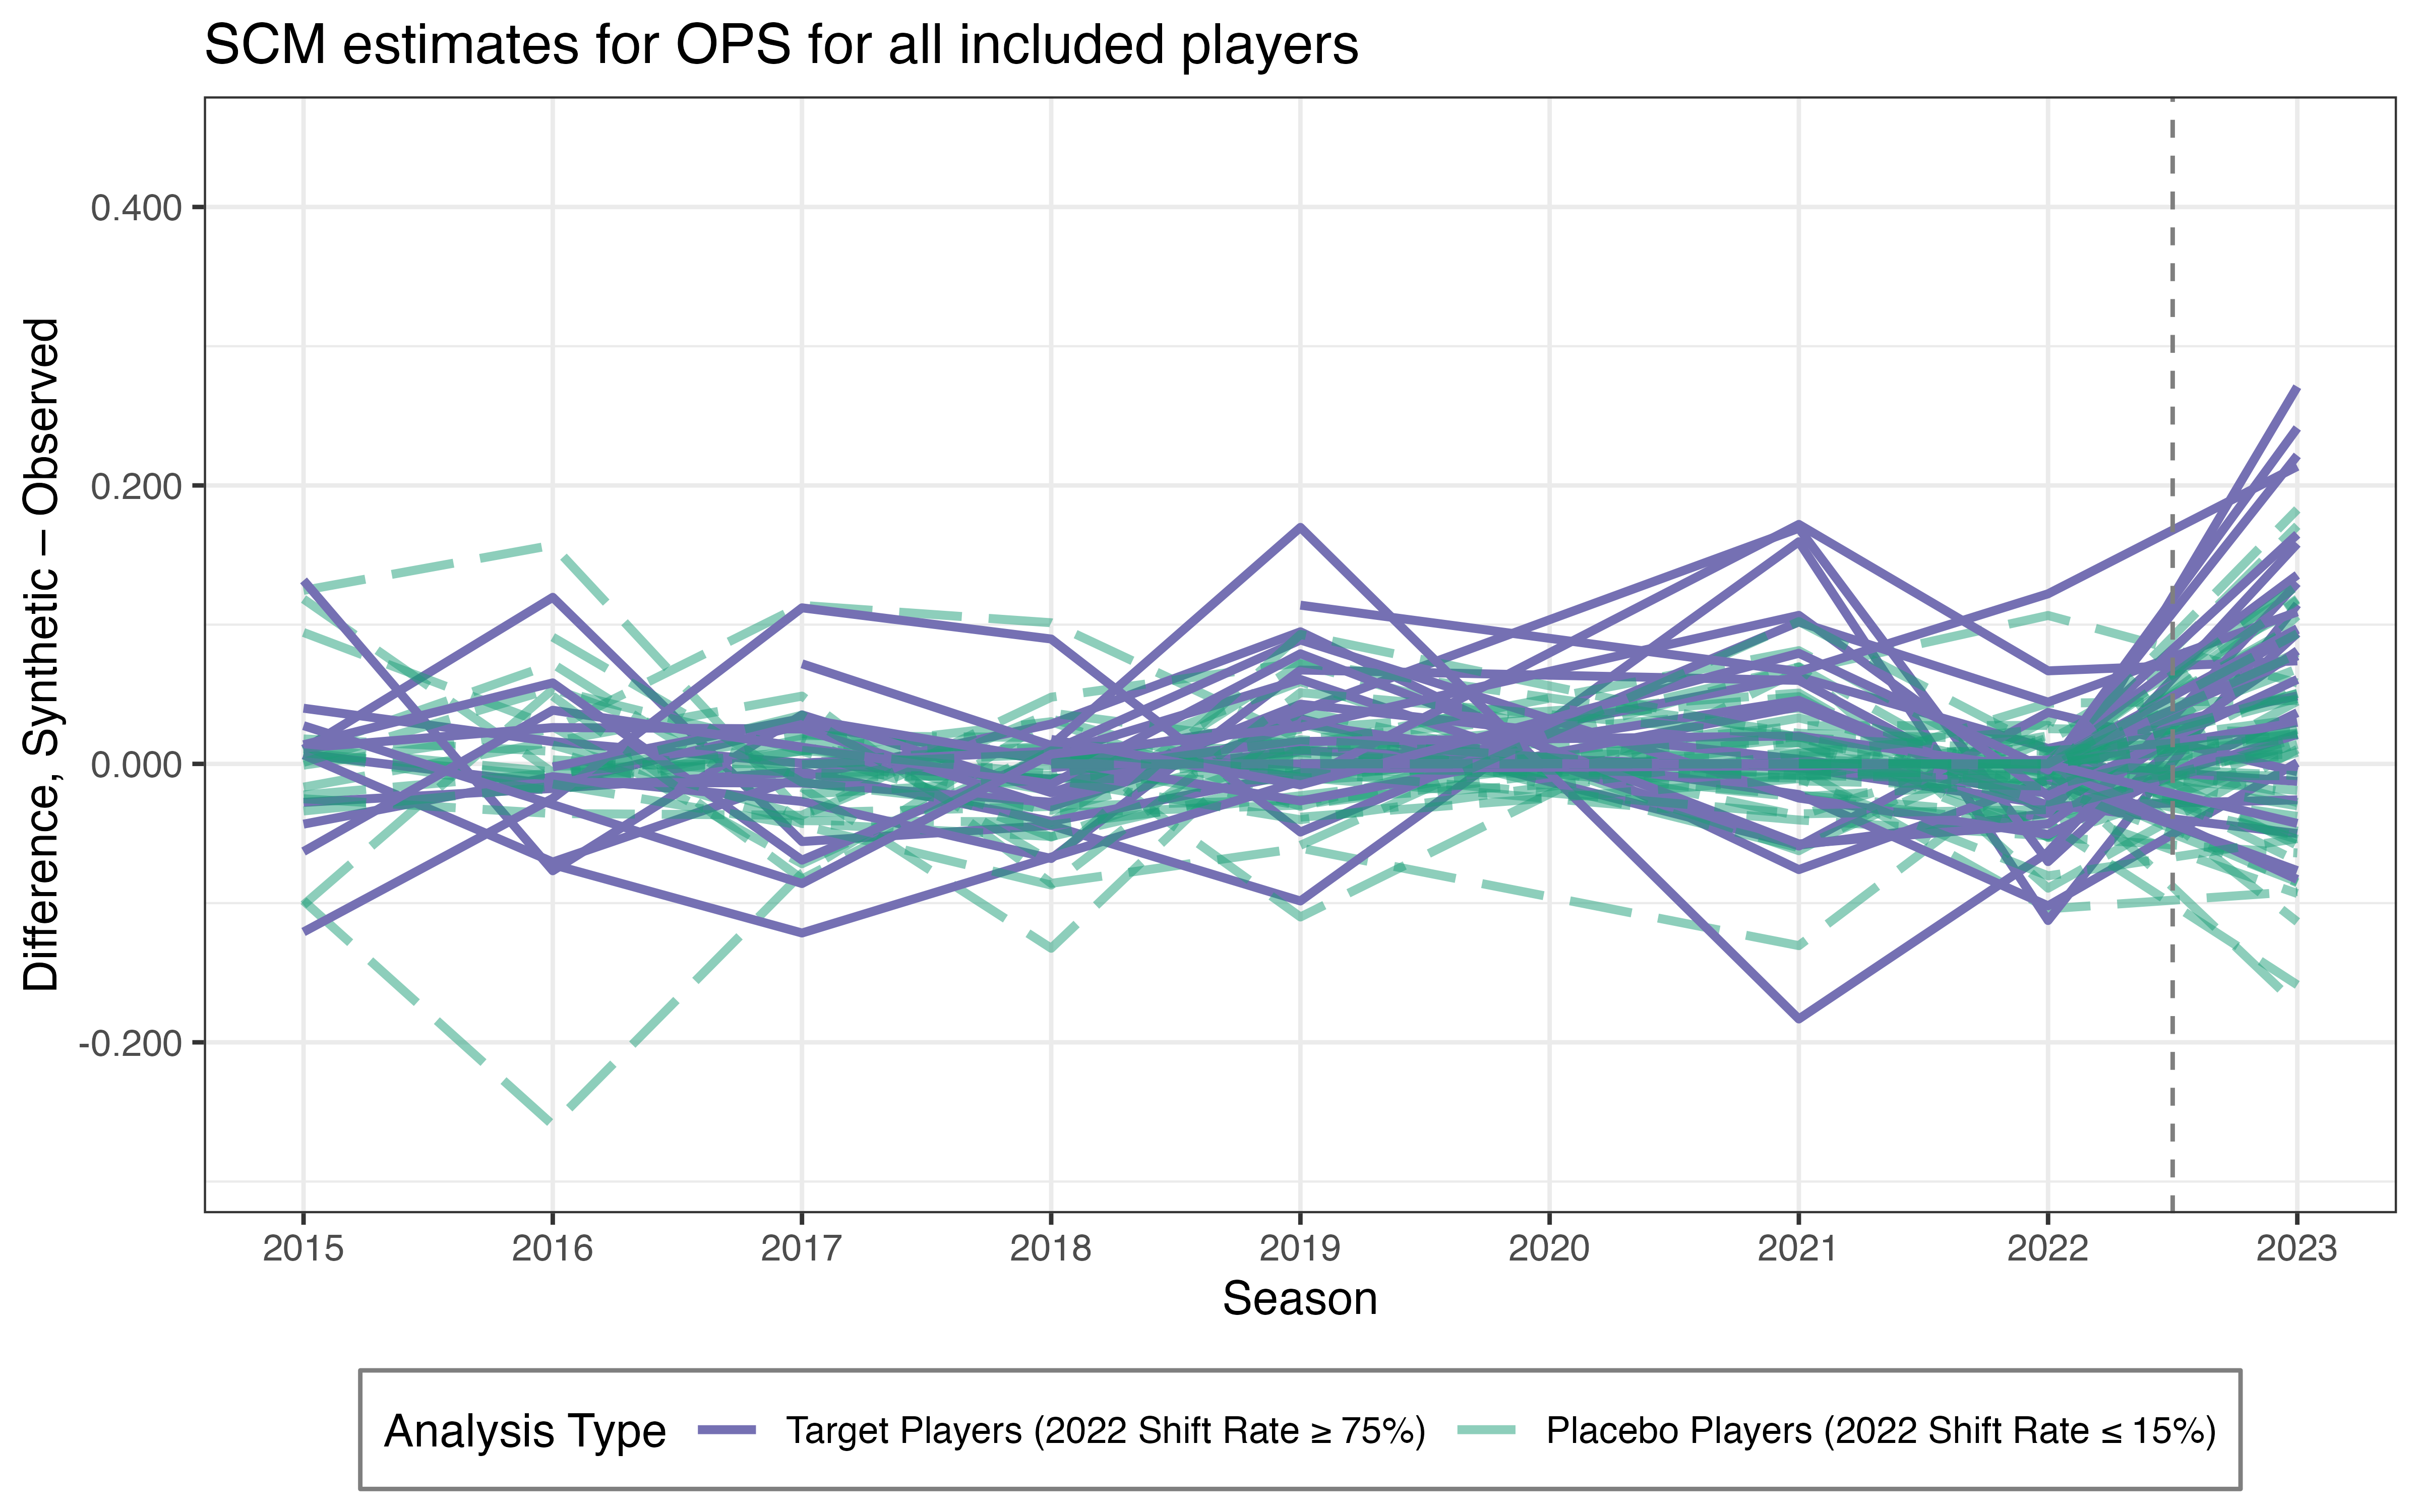 SCM estimates for OPS for all included players
Difference, Synthetic – Observed
0.400
0.200
0.000
-0.200
2015 2016 2017 2018 2019 2020 2021 2022 2023
Season
Analysis Type Target Players (2022 Shift Rate ≥ 75%) Placebo Players (2022 Shift Rate ≤ 15%)